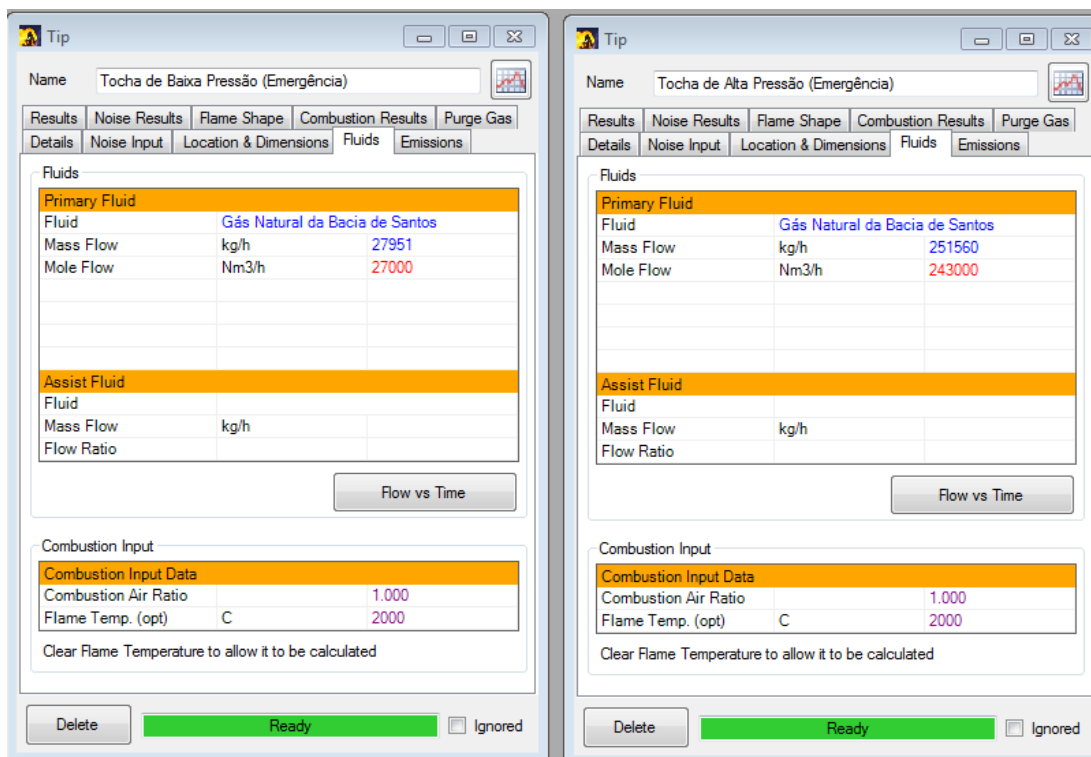 Tip
Name Tocha de Baixa Pressão (Emergência)
Results Noise Results Flame Shape Combustion Results Purge Gas
Details Noise Input Location & Dimensions Fluids Emissions
Fluids
Primary Fluid
Fluid Gás Natural da Bacia de Santos
Mass Flow kg/h 27951
Mole Flow Nm3/h 27000
Assist Fluid
Fluid
Mass Flow kg/h
Flow Ratio
Flow vs Time
Combustion Input
Combustion Input Data
Combustion Air Ratio 1.000
Flame Temp. (opt) C 2000
Clear Flame Temperature to allow it to be calculated
Delete Ready Ignored
Tip
Name Tocha de Alta Pressão (Emergência)
Results Noise Results Flame Shape Combustion Results Purge Gas
Details Noise Input Location & Dimensions Fluids Emissions
Fluids
Primary Fluid
Fluid Gás Natural da Bacia de Santos
Mass Flow kg/h 251560
Mole Flow Nm3/h 243000
Assist Fluid
Fluid
Mass Flow kg/h
Flow Ratio
Flow vs Time
Combustion Input
Combustion Input Data
Combustion Air Ratio 1.000
Flame Temp. (opt) C 2000
Clear Flame Temperature to allow it to be calculated
Delete Ready Ignored